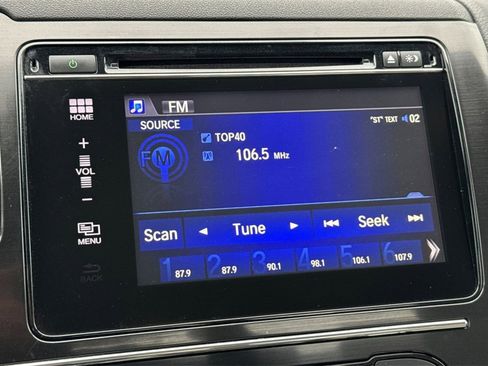 FM
SOURCE
"ST" TEXT 02
TOP40
FM
106.5 MHz
HOME
+
VOL
−
MENU
BACK
Scan ◄ Tune ► Seek
1 2 3 4 5 6
87.9 87.9 90.1 98.1 106.1 107.9